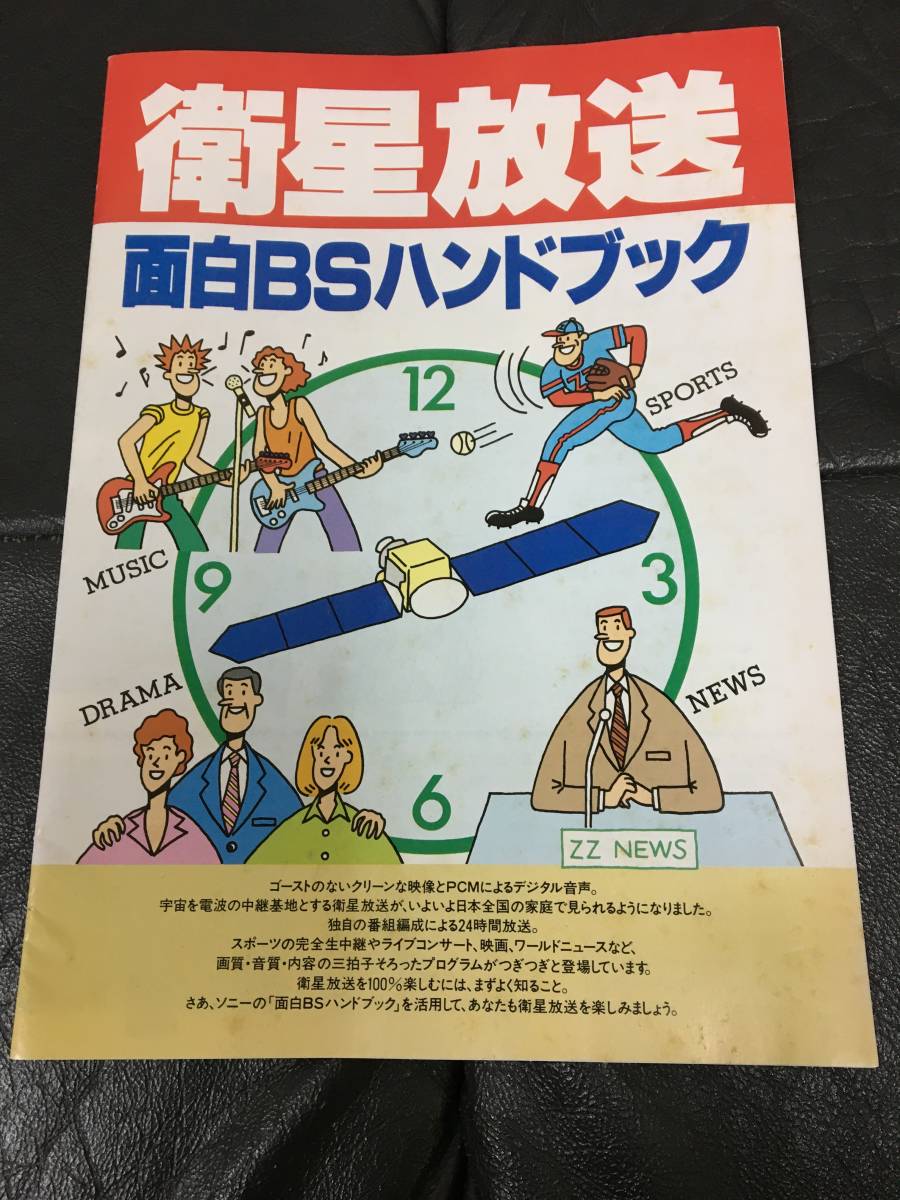 衛星放送
面白BSハンドブック
12
SPORTS
MUSIC
9
3
DRAMA
NEWS
6
ZZ NEWS
ゴーストのないクリーンな映像とPCMによるデジタル音声。
宇宙を電波の中継基地とする衛星放送が、いよいよ日本全国の家庭で見られるようになりました。
独自の番組編成による24時間放送。
スポーツの完全生中継やライブコンサート、映画、ワールドニュースなど、
画質・音質・内容の三拍子そろったプログラムがつぎつぎと登場しています。
衛星放送を100%楽しむには、まずよく知ること。
さあ、ソニーの「面白BSハンドブック」を活用して、あなたも衛星放送を楽しみましょう。